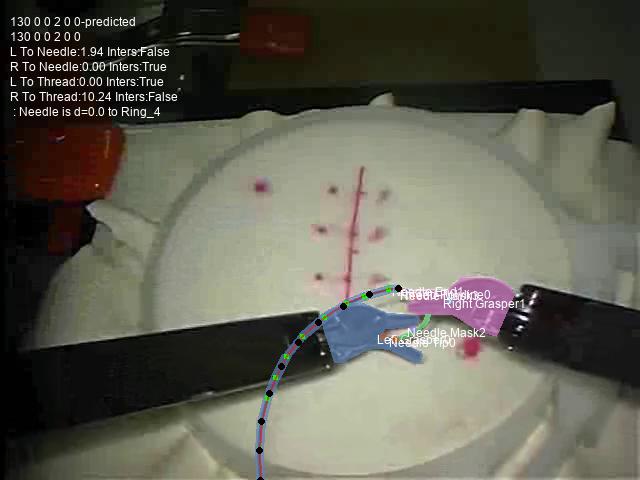 130 0 0 2 0 0-predicted
130 0 0 2 0 0
L To Needle:1.94 Inters:False
R To Needle:0.00 Inters:True
L To Thread:0.00 Inters:True
R To Thread:10.24 Inters:False
: Needle is d=0.0 to Ring_4
Right Grasper1
Needle Mask2
Needle Tip0